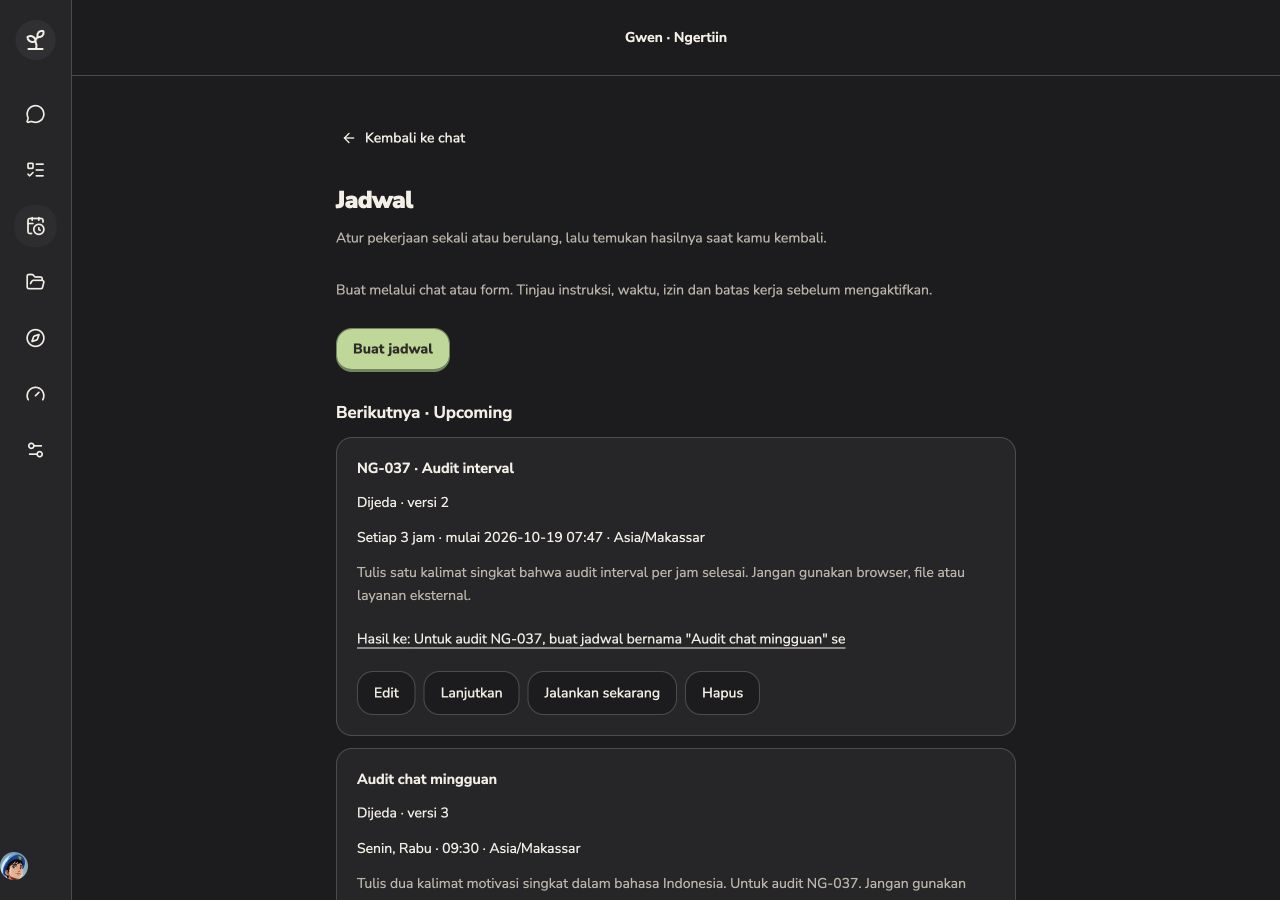 Gwen · Ngertiin
Kembali ke chat
Jadwal
Atur pekerjaan sekali atau berulang, lalu temukan hasilnya saat kamu kembali.
Buat melalui chat atau form. Tinjau instruksi, waktu, izin dan batas kerja sebelum mengaktifkan.
Buat jadwal
Berikutnya · Upcoming
NG-037 · Audit interval
Dijeda · versi 2
Setiap 3 jam · mulai 2026-10-19 07:47 · Asia/Makassar
Tulis satu kalimat singkat bahwa audit interval per jam selesai. Jangan gunakan browser, file atau
layanan eksternal.
Hasil ke: Untuk audit NG-037, buat jadwal bernama "Audit chat mingguan" se
Edit
Lanjutkan
Jalankan sekarang
Hapus
Audit chat mingguan
Dijeda · versi 3
Senin, Rabu · 09:30 · Asia/Makassar
Tulis dua kalimat motivasi singkat dalam bahasa Indonesia. Untuk audit NG-037. Jangan gunakan